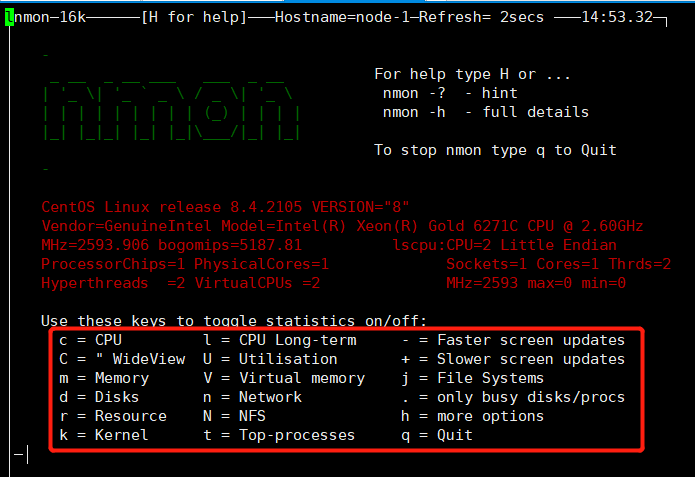 lnmon─16k──────[H for help]───Hostname=node-1─Refresh= 2secs ───14:53.32─┐
For help type H or ...
nmon -?  - hint
nmon -h  - full details
To stop nmon type q to Quit
nmon
CentOS Linux release 8.4.2105 VERSION="8"
Vendor=GenuineIntel Model=Intel(R) Xeon(R) Gold 6271C CPU @ 2.60GHz
MHz=2593.906 bogomips=5187.81 lscpu:CPU=2 Little Endian
ProcessorChips=1 PhysicalCores=1 Sockets=1 Cores=1 Thrds=2
Hyperthreads  =2 VirtualCPUs =2 MHz=2593 max=0 min=0
Use these keys to toggle statistics on/off:
c = CPU l = CPU Long-term - = Faster screen updates
C = " WideView U = Utilisation + = Slower screen updates
m = Memory V = Virtual memory j = File Systems
d = Disks n = Network . = only busy disks/procs
r = Resource N = NFS h = more options
k = Kernel t = Top-processes q = Quit